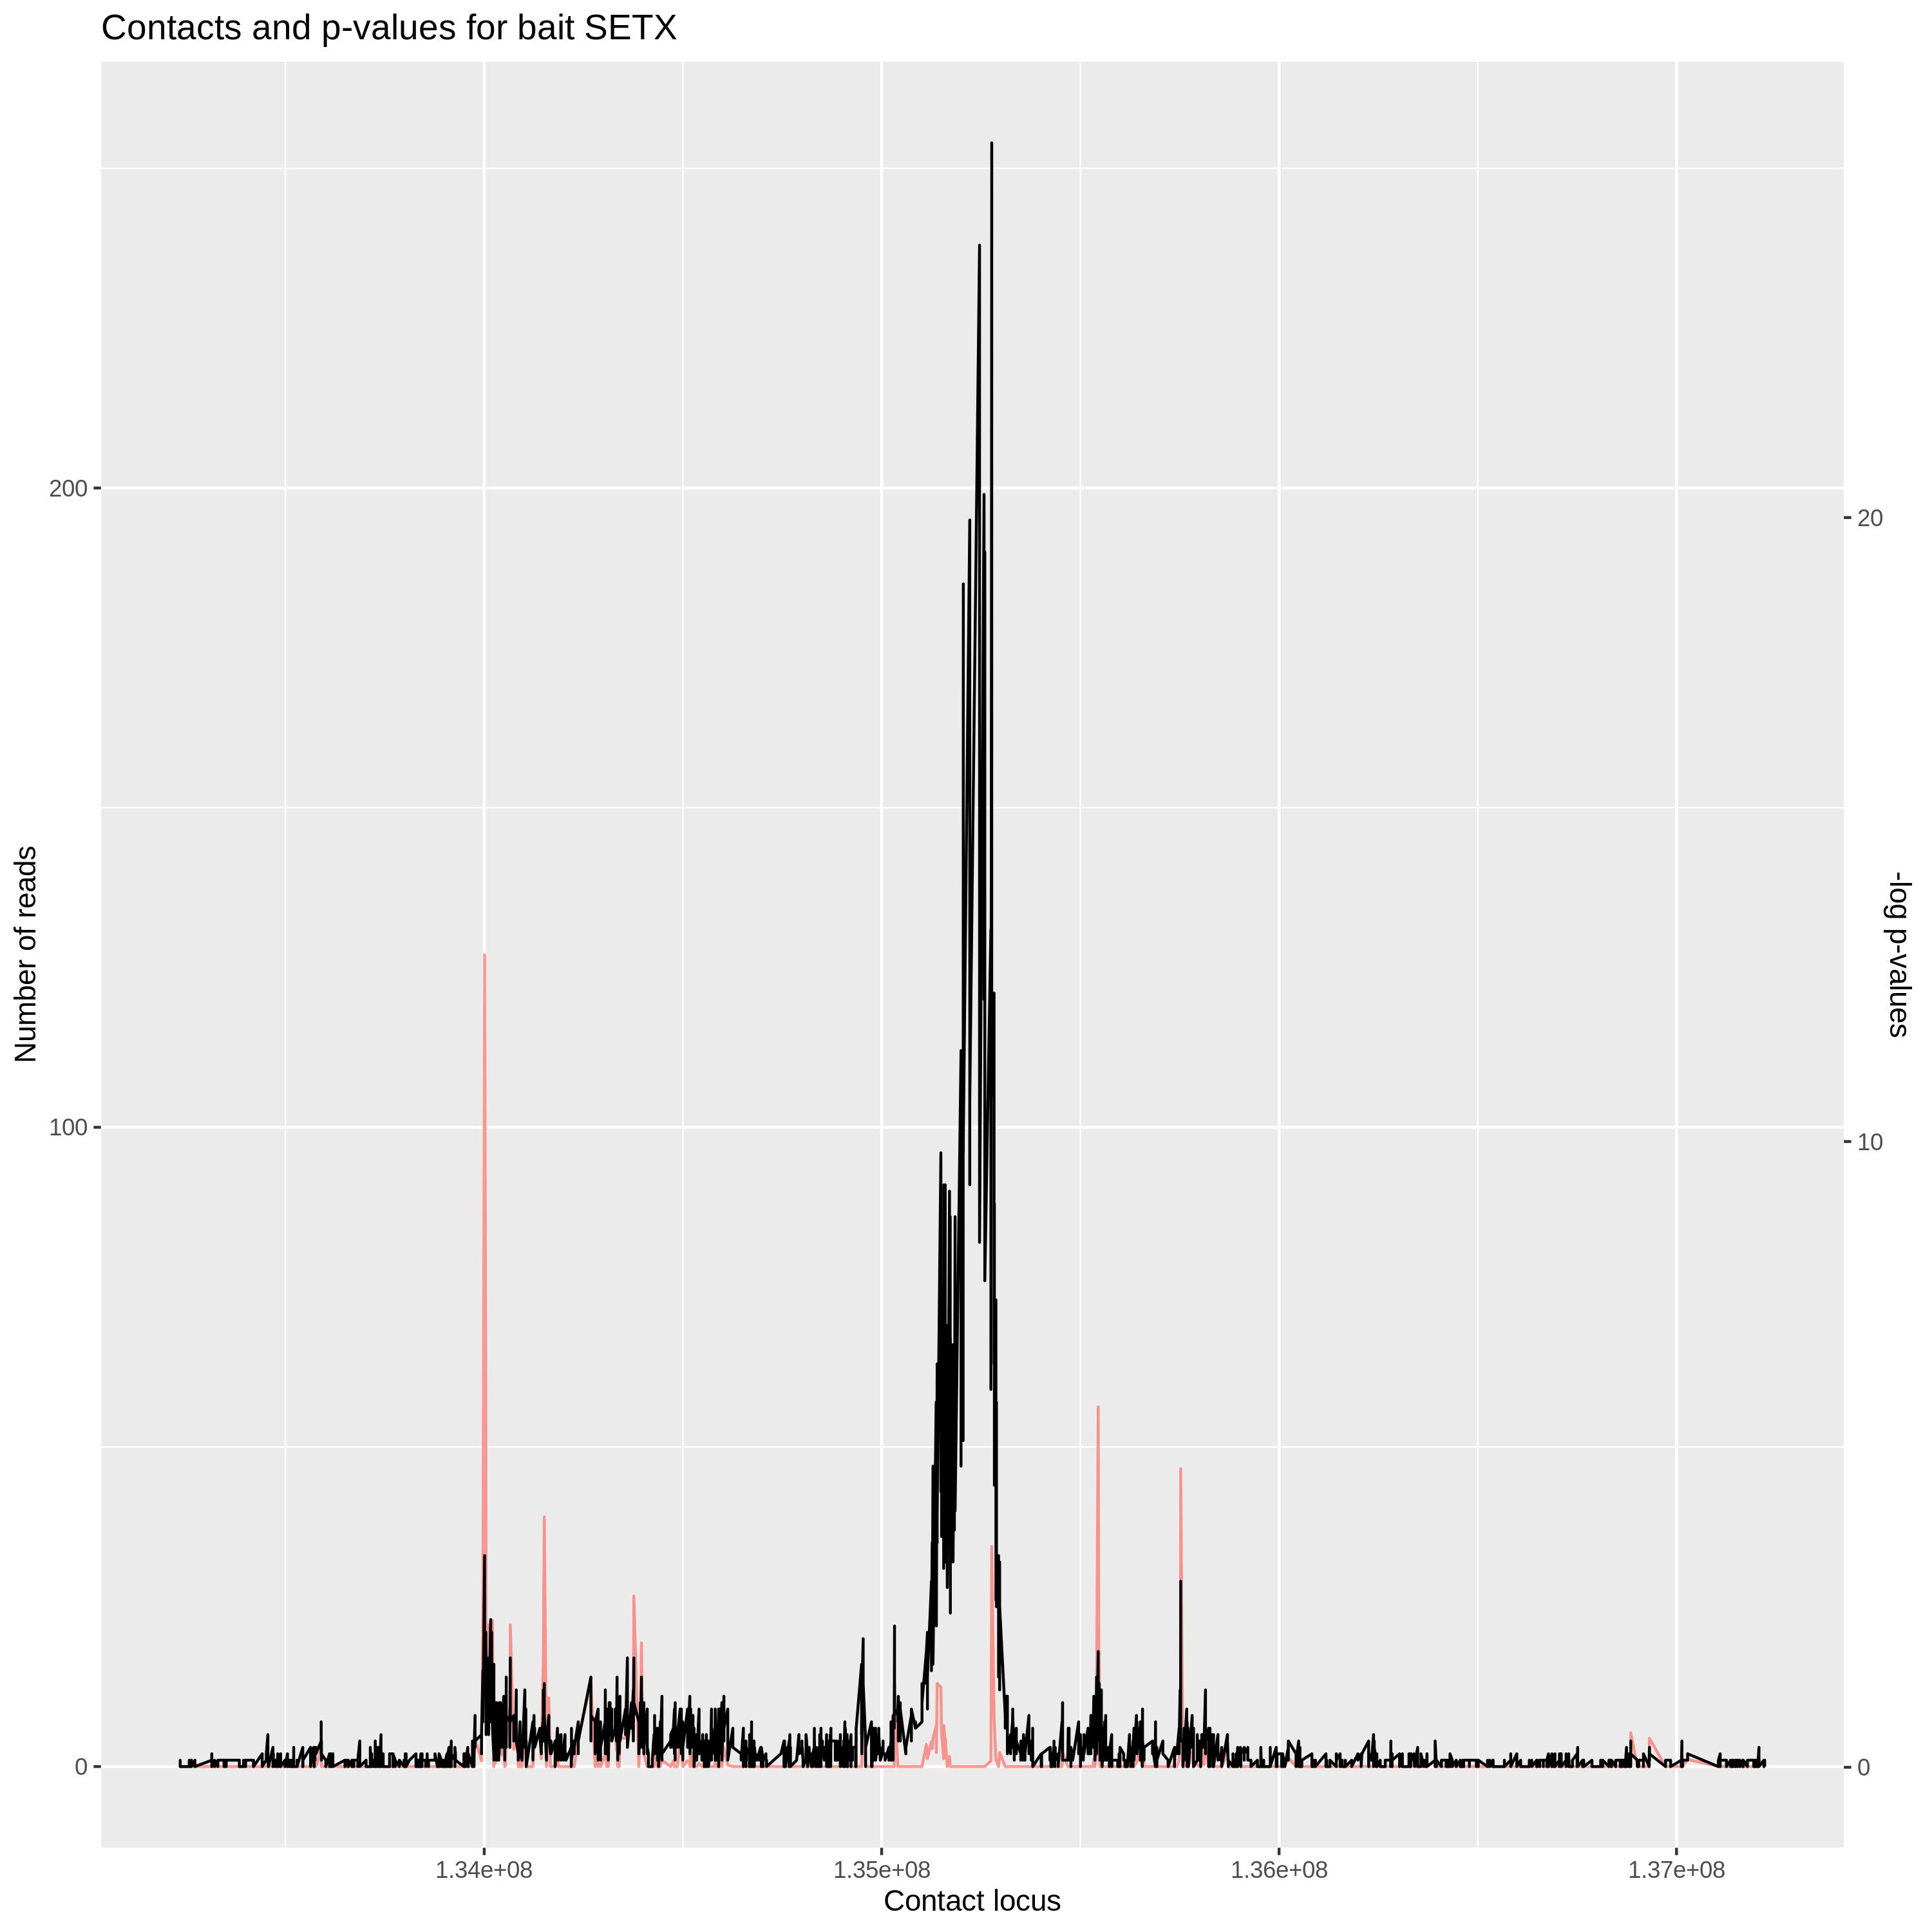 Contacts and p-values for bait SETX
Number of reads
200
100
0
20
10
0
-log p-values
1.34e+08
1.35e+08
1.36e+08
1.37e+08
Contact locus